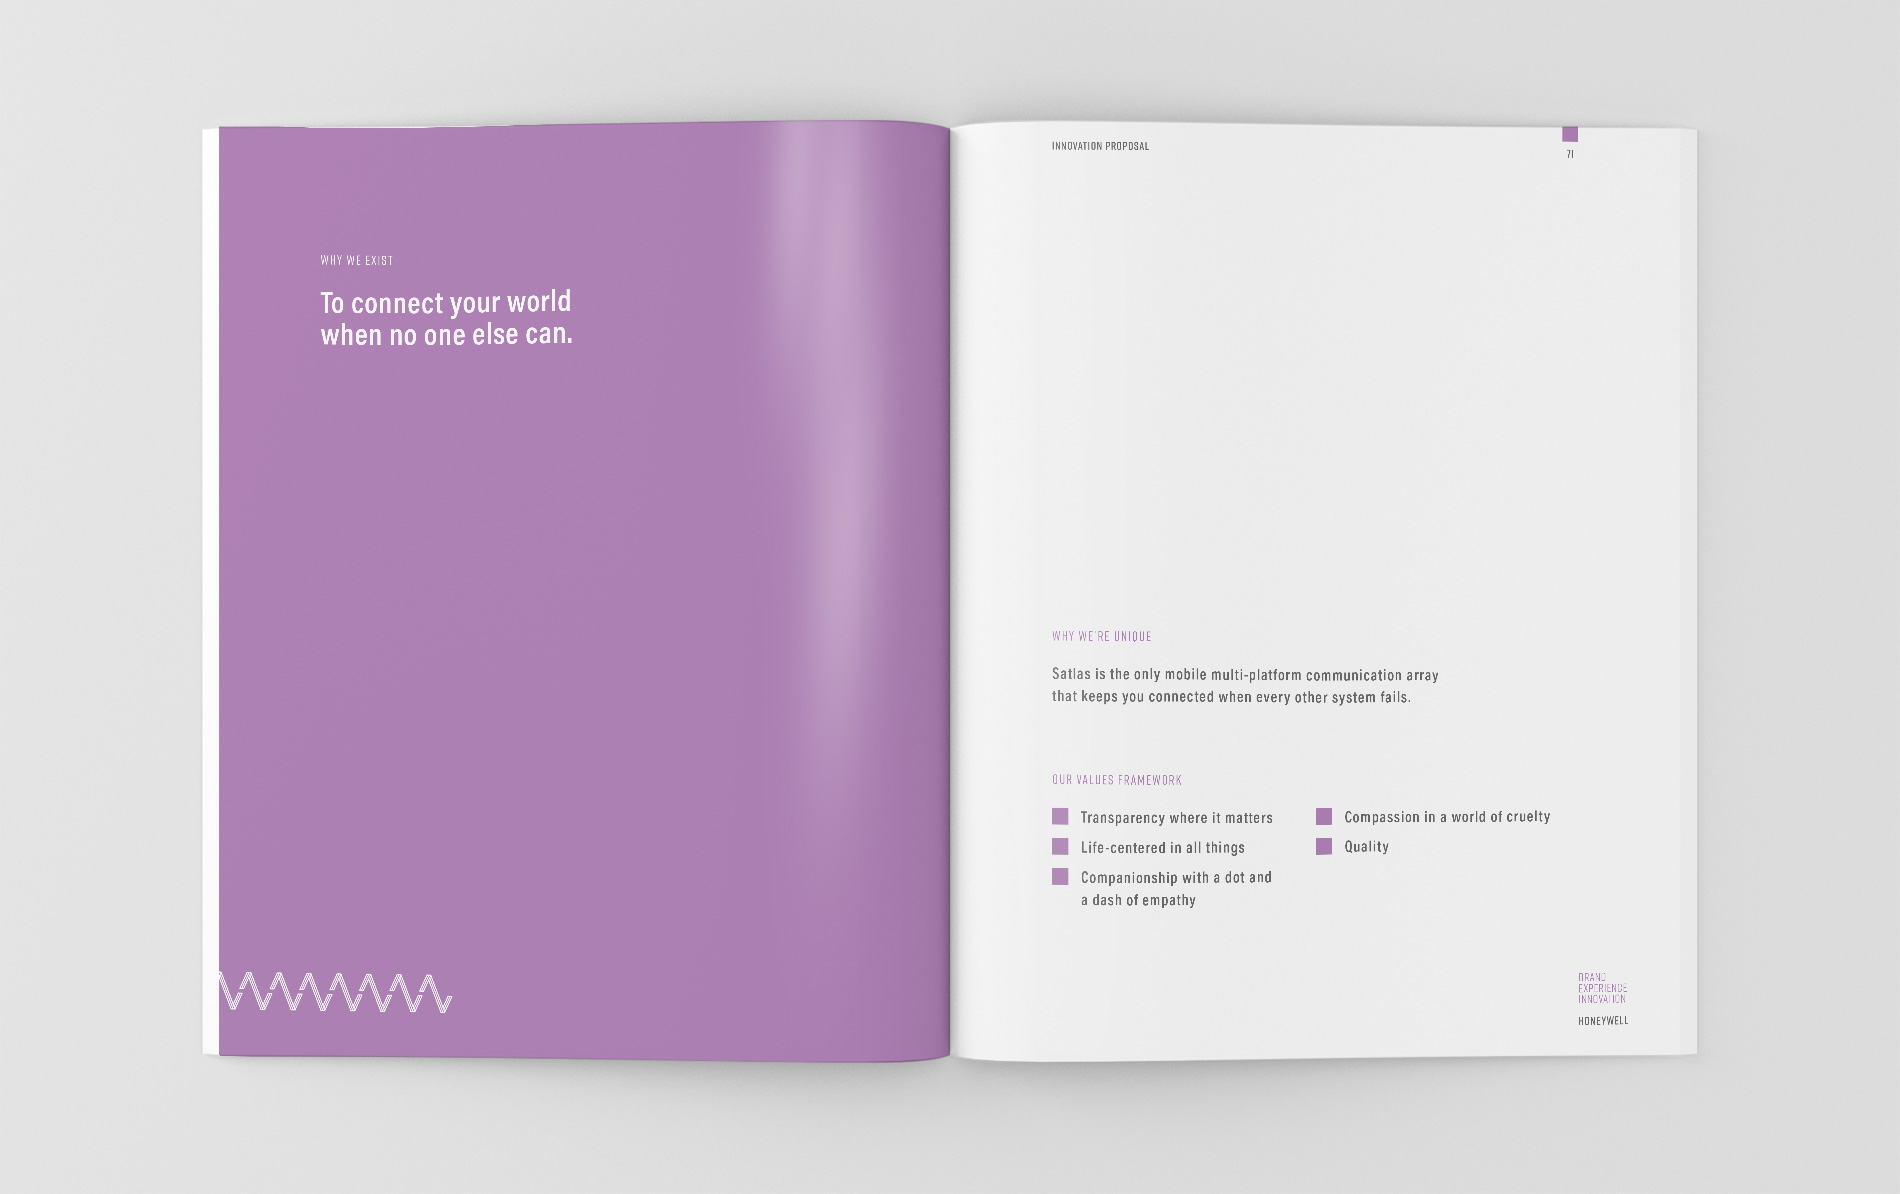 WHY WE EXIST
To connect your world
when no one else can.
INNOVATION PROPOSAL
71
WHY WE'RE UNIQUE
Satlas is the only mobile multi-platform communication array
that keeps you connected when every other system fails.
OUR VALUES FRAMEWORK
Transparency where it matters
Life-centered in all things
Companionship with a dot and
a dash of empathy
Compassion in a world of cruelty
Quality
BRAND
EXPERIENCE
INNOVATION
HONEYWELL